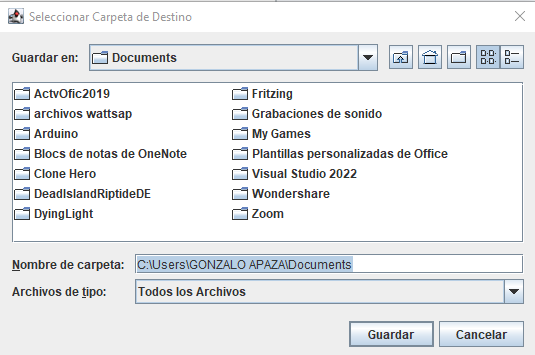 Seleccionar Carpeta de Destino
Guardar en: Documents
ActvOfic2019
archivos wattsap
Arduino
Blocs de notas de OneNote
Clone Hero
DeadIslandRiptideDE
DyingLight
Fritzing
Grabaciones de sonido
My Games
Plantillas personalizadas de Office
Visual Studio 2022
Wondershare
Zoom
Nombre de carpeta: C:\Users\GONZALO APAZA\Documents
Archivos de tipo: Todos los Archivos
Guardar Cancelar